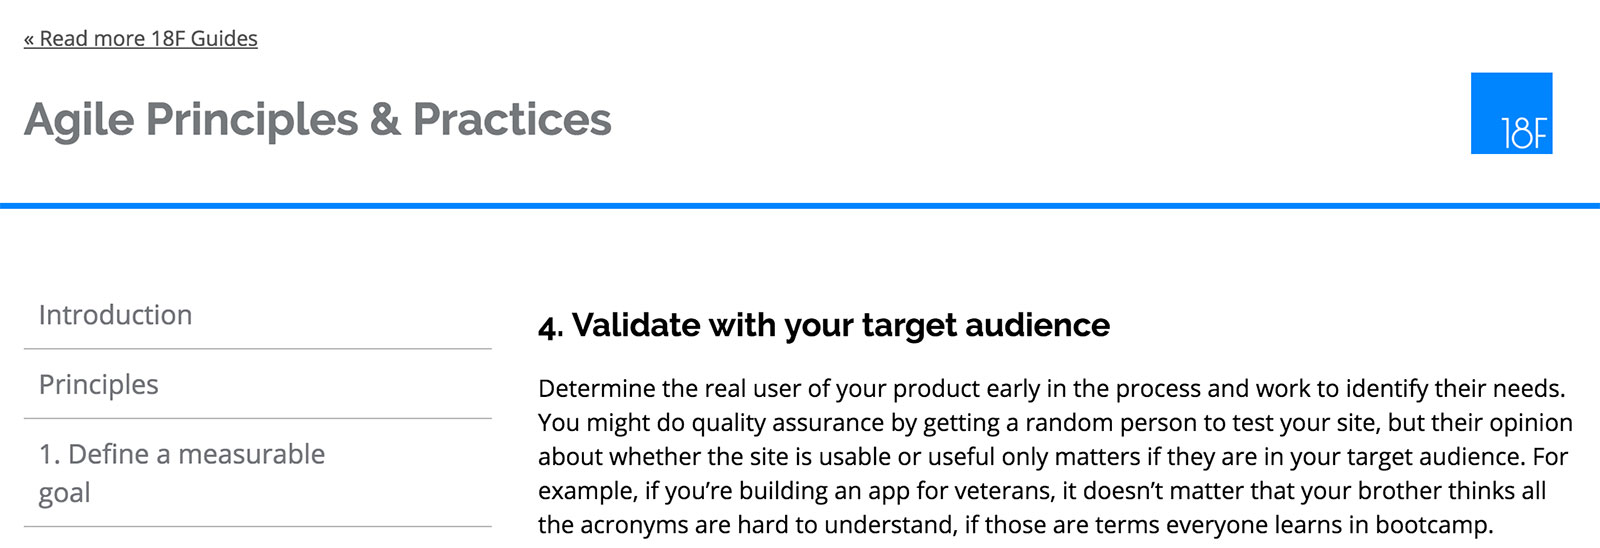 « Read more 18F Guides
Agile Principles & Practices
18F
Introduction
Principles
1. Define a measurable
goal
4. Validate with your target audience
Determine the real user of your product early in the process and work to identify their needs.
You might do quality assurance by getting a random person to test your site, but their opinion
about whether the site is usable or useful only matters if they are in your target audience. For
example, if you’re building an app for veterans, it doesn’t matter that your brother thinks all
the acronyms are hard to understand, if those are terms everyone learns in bootcamp.